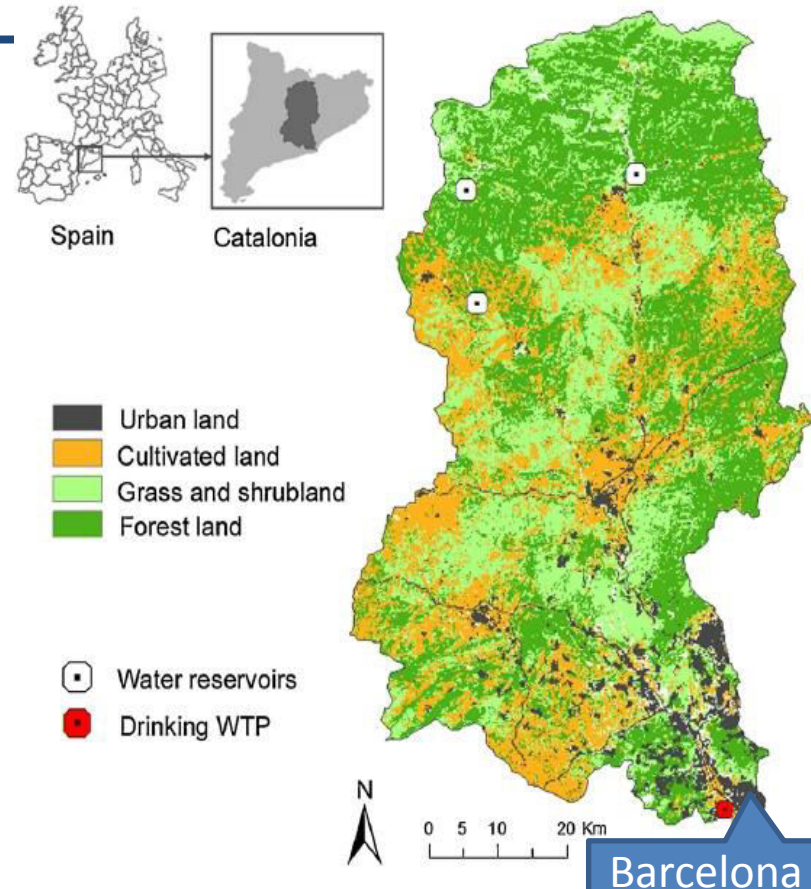 Spain
Catalonia
Urban land
Cultivated land
Grass and shrubland
Forest land
Water reservoirs
Drinking WTP
N
0 5 10 20 Km
Barcelona